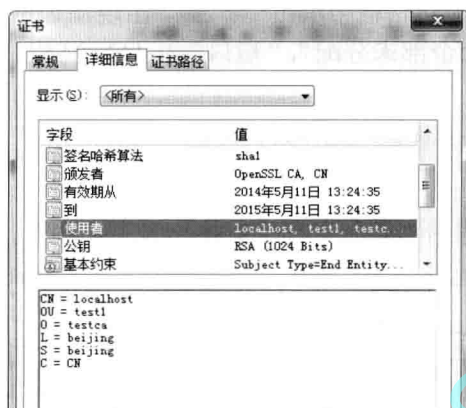 证书
常规 详细信息 证书路径
显示(S): <所有>
字段 值
签名哈希算法 sha1
颁发者 OpenSSL CA, CN
有效期从 2014年5月11日 13:24:35
到 2015年5月11日 13:24:35
使用者 localhost, test1, testc...
公钥 RSA (1024 Bits)
基本约束 Subject Type=End Entity...
CN = localhost
OU = test1
O = testca
L = beijing
S = beijing
C = CN